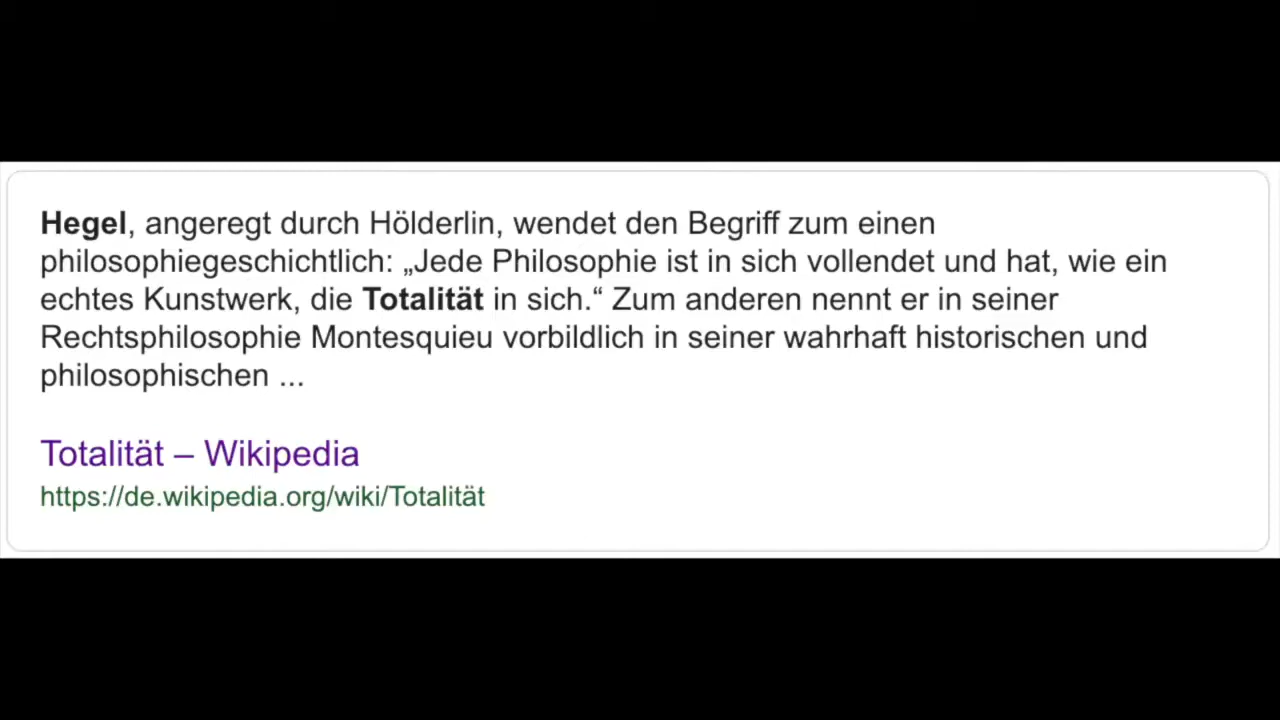 Hegel, angeregt durch Hölderlin, wendet den Begriff zum einen
philosophiegeschichtlich: „Jede Philosophie ist in sich vollendet und hat, wie ein
echtes Kunstwerk, die Totalität in sich.“ Zum anderen nennt er in seiner
Rechtsphilosophie Montesquieu vorbildlich in seiner wahrhaft historischen und
philosophischen ...
Totalität – Wikipedia
https://de.wikipedia.org/wiki/Totalität